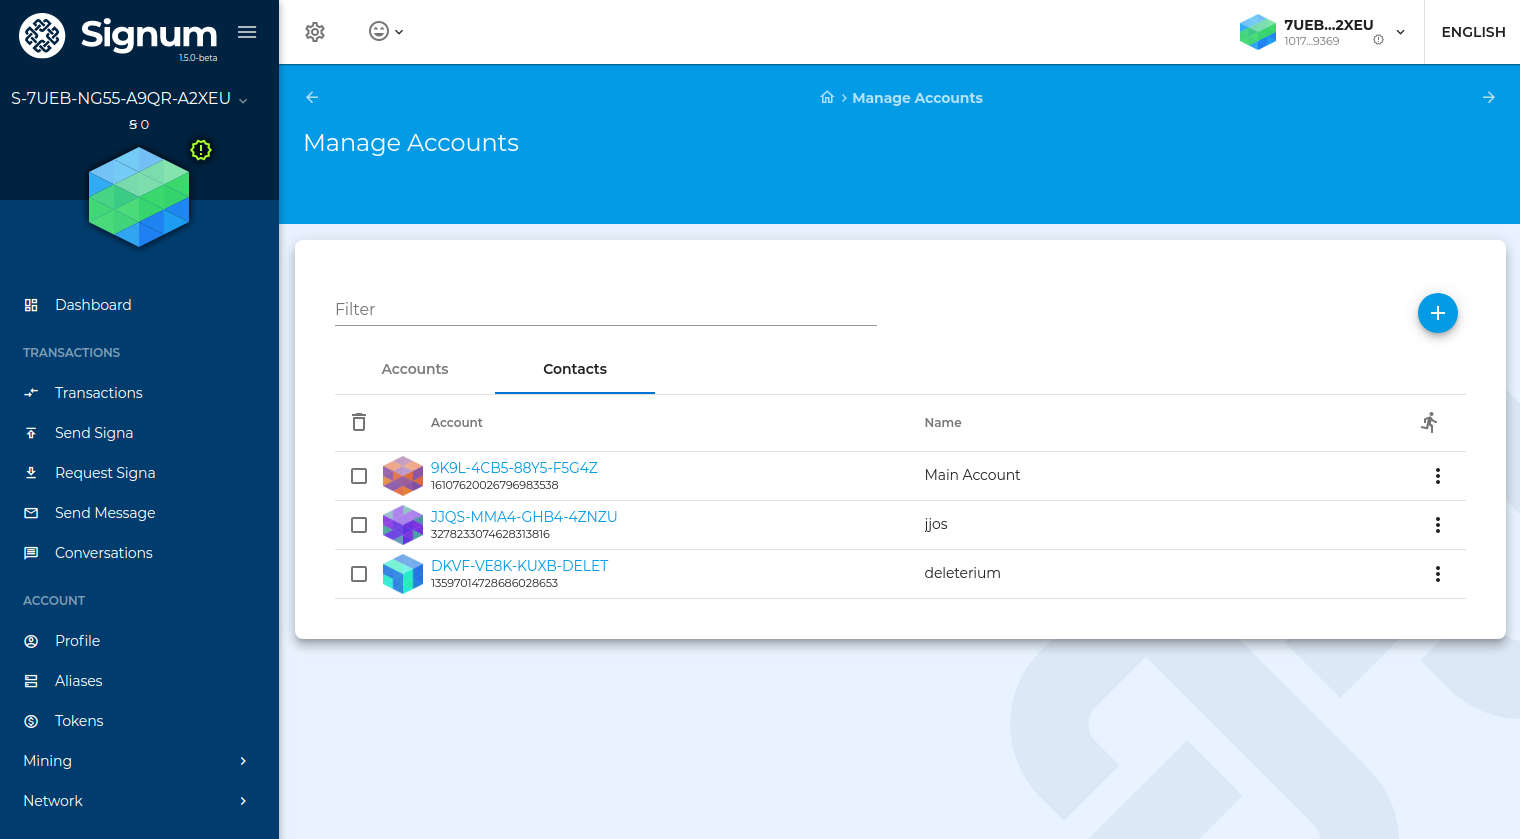 Signum
1.5.0-beta
S-7UEB-NG55-A9QR-A2XEU
0
Dashboard
TRANSACTIONS
Transactions
Send Signa
Request Signa
Send Message
Conversations
ACCOUNT
Profile
Aliases
Tokens
Mining
Network
7UEB...2XEU
1017...9369
ENGLISH
Manage Accounts
Manage Accounts
Filter
Accounts Contacts
Account Name
9K9L-4CB5-88Y5-F5G4Z
16107620026796983538
Main Account
JJQS-MMA4-GHB4-4ZNZU
3278233074628313816
jjos
DKVF-VE8K-KUXB-DELET
13597014728686028653
deleterium